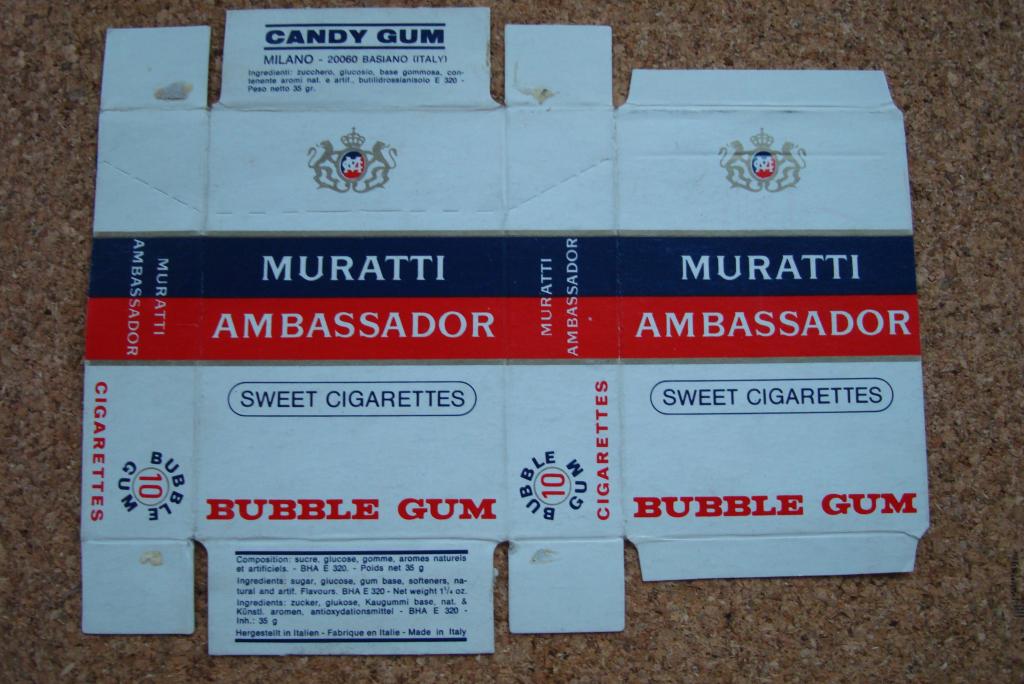 CANDY GUM
MILANO - 20060 BASIANO (ITALY)
Ingredienti: zucchero, glucosio, base gommosa, con-
tenente aromi nat. e artif., butilidrossianisolo E 320 -
Peso netto 35 gr.
MURATTI
AMBASSADOR
MURATTI
AMBASSADOR
MURATTI
AMBASSADOR
MURATTI
AMBASSADOR
CIGARETTES
BUBBLE GUM
10
SWEET CIGARETTES
BUBBLE GUM
CIGARETTES
BUBBLE GUM
10
SWEET CIGARETTES
BUBBLE GUM
Composition: sucre, glucose, gomme, aromes naturels
et artificiels. - BHA E 320. - Poids net 35 g
Ingredients: sugar, glucose, gum base, softeners, na-
tural and artif. Flavours. BHA E 320 - Net weight 1¼ oz.
Ingredients: zucker, glukose, Kaugummi base, nat. &
Künstl. aromen, antioxydationsmittel - BHA E 320 -
Inh.: 35 g
Hergestellt in Italien - Fabrique en Italie - Made in Italy